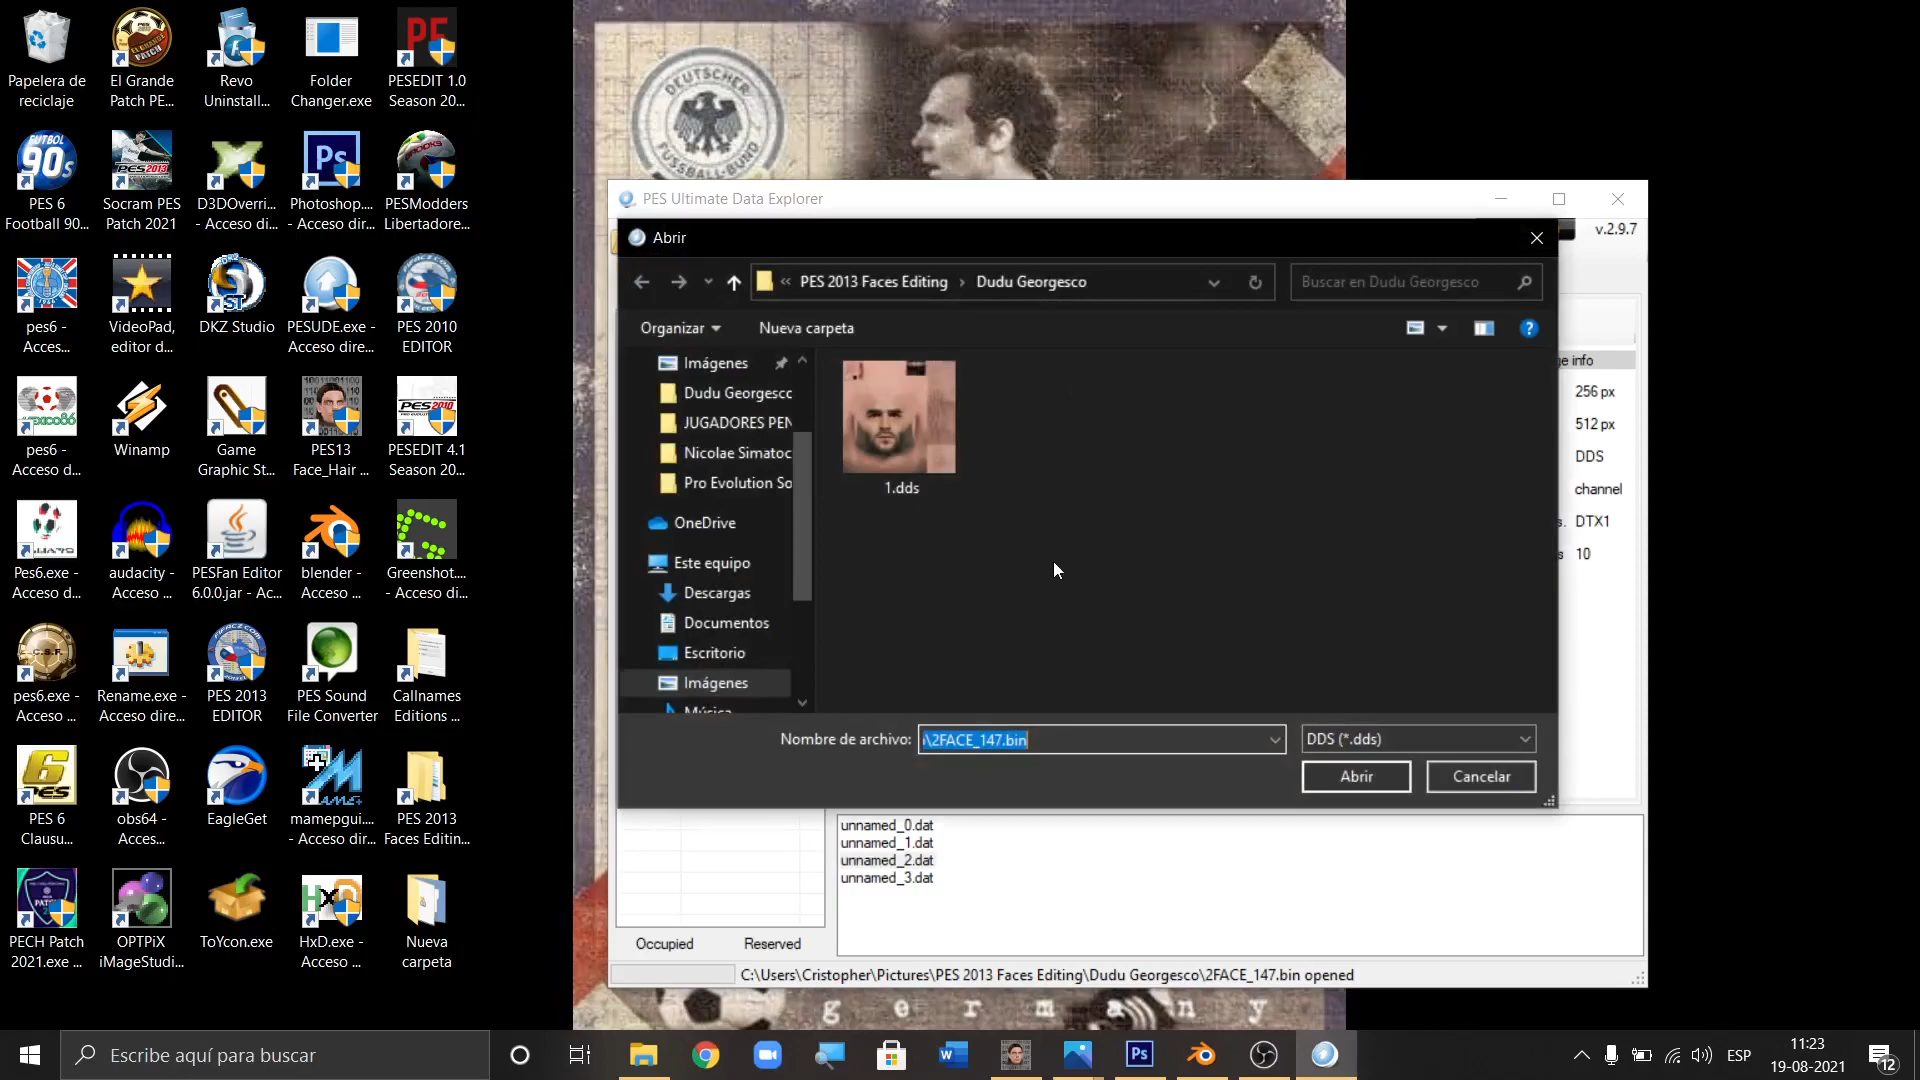 Papelera de
reciclaje
El Grande
Patch PE...
Revo
Uninstall...
Folder
Changer.exe
PESEDIT 1.0
Season 20...
PES 6
Football 90...
Socram PES
Patch 2021
D3DOverri...
- Acceso di...
Photoshop....
- Acceso dir...
PESModders
Libertadore...
pes6 -
Acces...
VideoPad,
editor d...
DKZ Studio
PESUDE.exe -
Acceso dire...
PES 2010
EDITOR
pes6 -
Acceso d...
Winamp
Game
Graphic St...
PES13
Face_Hair ...
PESEDIT 4.1
Season 20...
Pes6.exe -
Acceso d...
audacity -
Acceso ...
PESFan Editor
6.0.0.jar - Ac...
blender -
Acceso ...
Greenshot....
- Acceso di...
pes6.exe -
Acceso ...
Rename.exe -
Acceso dire...
PES 2013
EDITOR
PES Sound
File Converter
Callnames
Editions ...
PES 6
Clausu...
obs64 -
Acces...
EagleGet
mamepgui....
- Acceso dir...
PES 2013
Faces Editin...
PECH Patch
2021.exe ...
OPTPiX
iMageStudi...
ToYcon.exe
HxD.exe -
Acceso ...
Nueva
carpeta
DEUTSCHER
FUSSBALL-BUND
PES Ultimate Data Explorer
v.2.9.7
Abrir
« PES 2013 Faces Editing › Dudu Georgesco
Buscar en Dudu Georgesco
Organizar
Nueva carpeta
Imágenes
Dudu Georgesco
JUGADORES PEN
Nicolae Simatoc
Pro Evolution So
OneDrive
Este equipo
Descargas
Documentos
Escritorio
Imágenes
Música
1.dds
ge info
256 px
512 px
DDS
channel
s. DTX1
s 10
Nombre de archivo: \2FACE_147.bin
DDS (*.dds)
Abrir
Cancelar
unnamed_0.dat
unnamed_1.dat
unnamed_2.dat
unnamed_3.dat
Occupied
Reserved
C:\Users\Cristopher\Pictures\PES 2013 Faces Editing\Dudu Georgesco\2FACE_147.bin opened
germany
Escribe aquí para buscar
ESP
11:23
19-08-2021
12